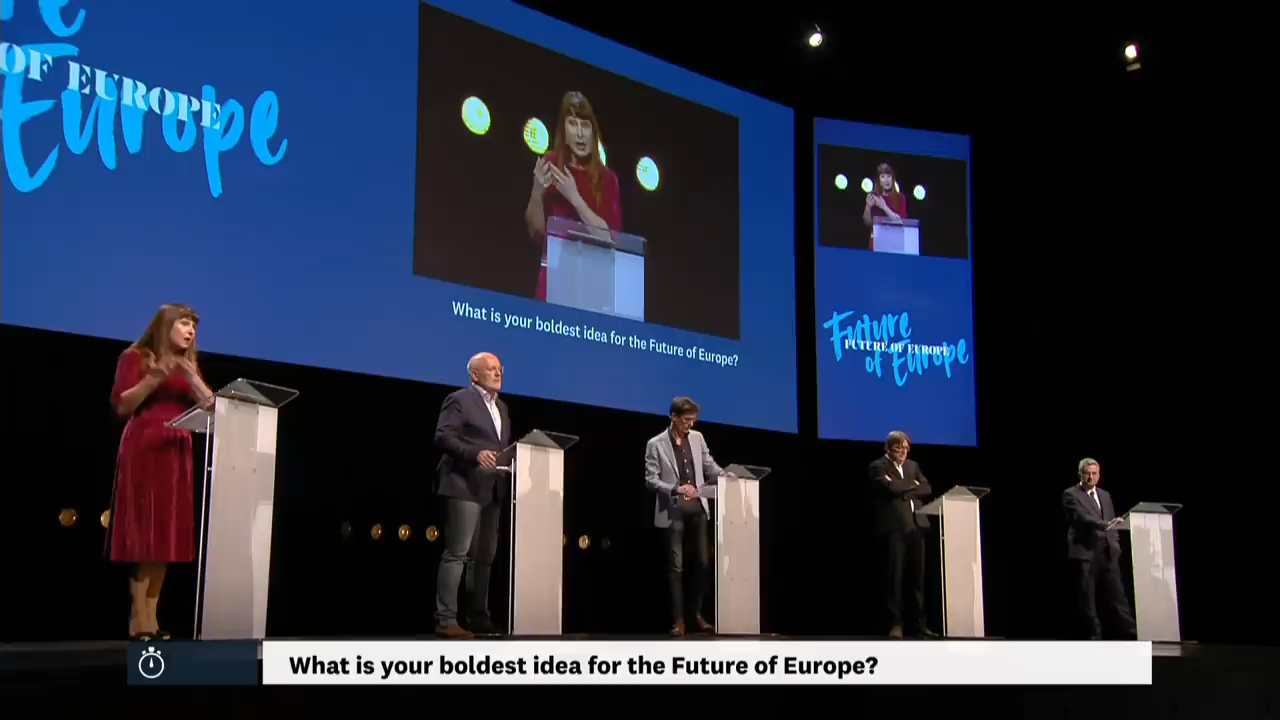 OF EUROPE
Europe
What is your boldest idea for the Future of Europe?
Future
FUTURE OF EUROPE
of Europe
What is your boldest idea for the Future of Europe?